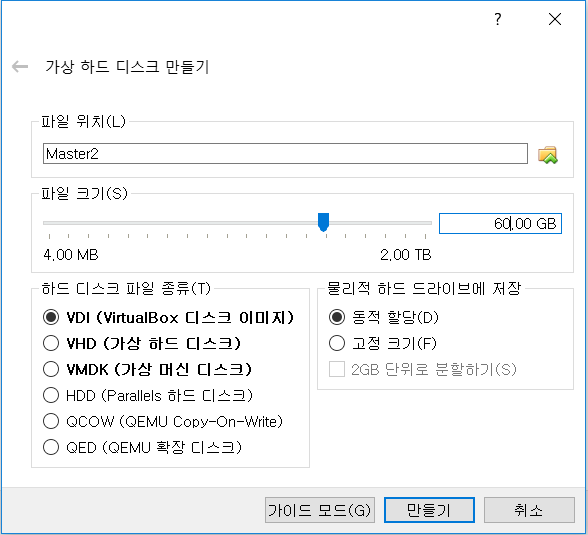 ?
가상 하드 디스크 만들기
파일 위치(L)
Master2
파일 크기(S)
60,00 GB
4,00 MB
2,00 TB
하드 디스크 파일 종류(T)
VDI (VirtualBox 디스크 이미지)
VHD (가상 하드 디스크)
VMDK (가상 머신 디스크)
HDD (Parallels 하드 디스크)
QCOW (QEMU Copy-On-Write)
QED (QEMU 확장 디스크)
물리적 하드 드라이브에 저장
동적 할당(D)
고정 크기(F)
2GB 단위로 분할하기(S)
가이드 모드(G)
만들기
취소